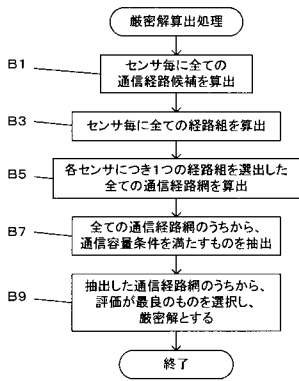 厳密解算出処理
B1
センサ毎に全ての
通信経路候補を算出
B3
センサ毎に全ての経路組を算出
B5
各センサにつき1つの経路組を選出した
全ての通信経路網を算出
B7
全ての通信経路網のうちから、
通信容量条件を満たすものを抽出
B9
抽出した通信経路網のうちから、
評価が最良のものを選択し、
厳密解とする
終了